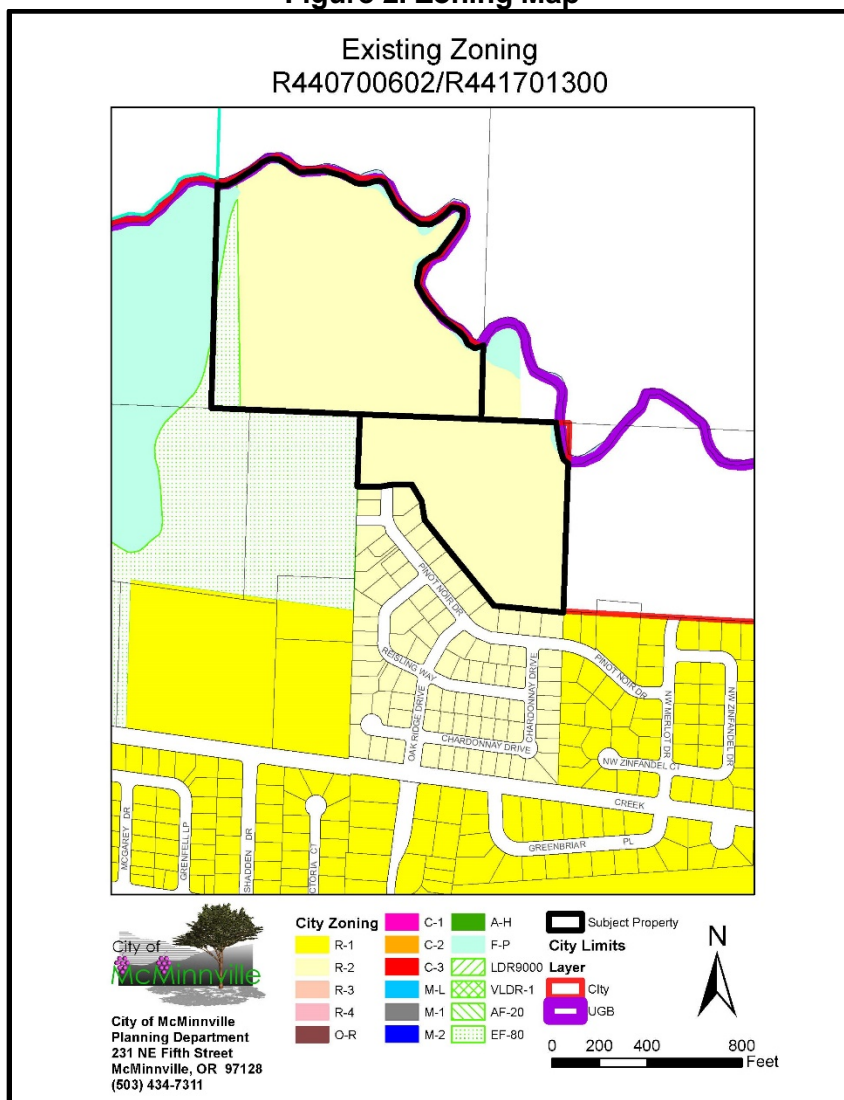 Figure 2. Zoning Map
Existing Zoning
R440700602/R441701300
PINOT NOIR DR
REISLING WAY
OAK RIDGE DRIVE
CHARDONNAY DRIVE
CHARDONNAY DRIVE
PINOT NOIR DR
NW MERLOT DR
NW ZINFANDEL DR
NW ZINFANDEL CT
CREEK
GREENBRIAR PL
MCGAREY DR
GRENFELL LP
SHADDEN DR
CTORIA CT
City of
McMinnville
City of McMinnville
Planning Department
231 NE Fifth Street
McMinnville, OR 97128
(503) 434-7311
City Zoning
R-1
R-2
R-3
R-4
O-R
C-1
C-2
C-3
M-L
M-1
M-2
A-H
F-P
LDR9000
VLDR-1
AF-20
EF-80
Subject Property
City Limits
Layer
City
UGB
N
0 200 400 800
Feet